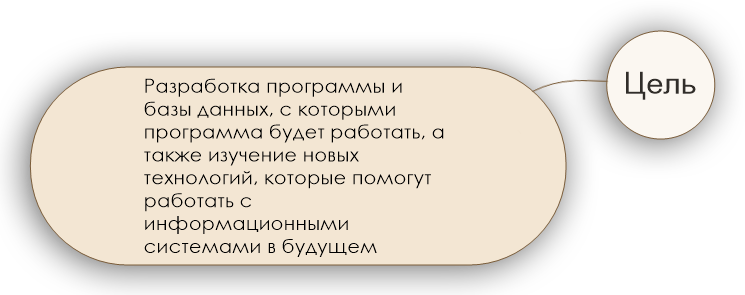 Цель
Разработка программы и
базы данных, с которыми
программа будет работать, а
также изучение новых
технологий, которые помогут
работать с
информационными
системами в будущем